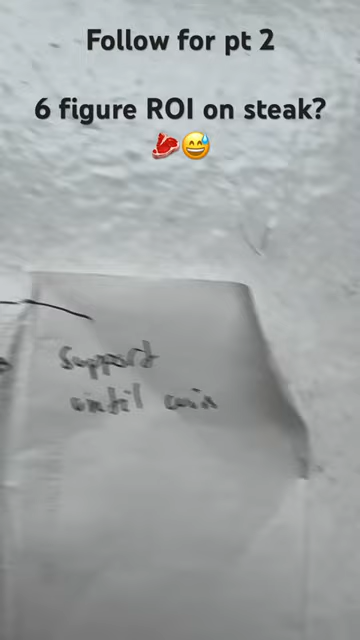 Follow for pt 2
6 figure ROI on steak?
🥩😅
Support
until